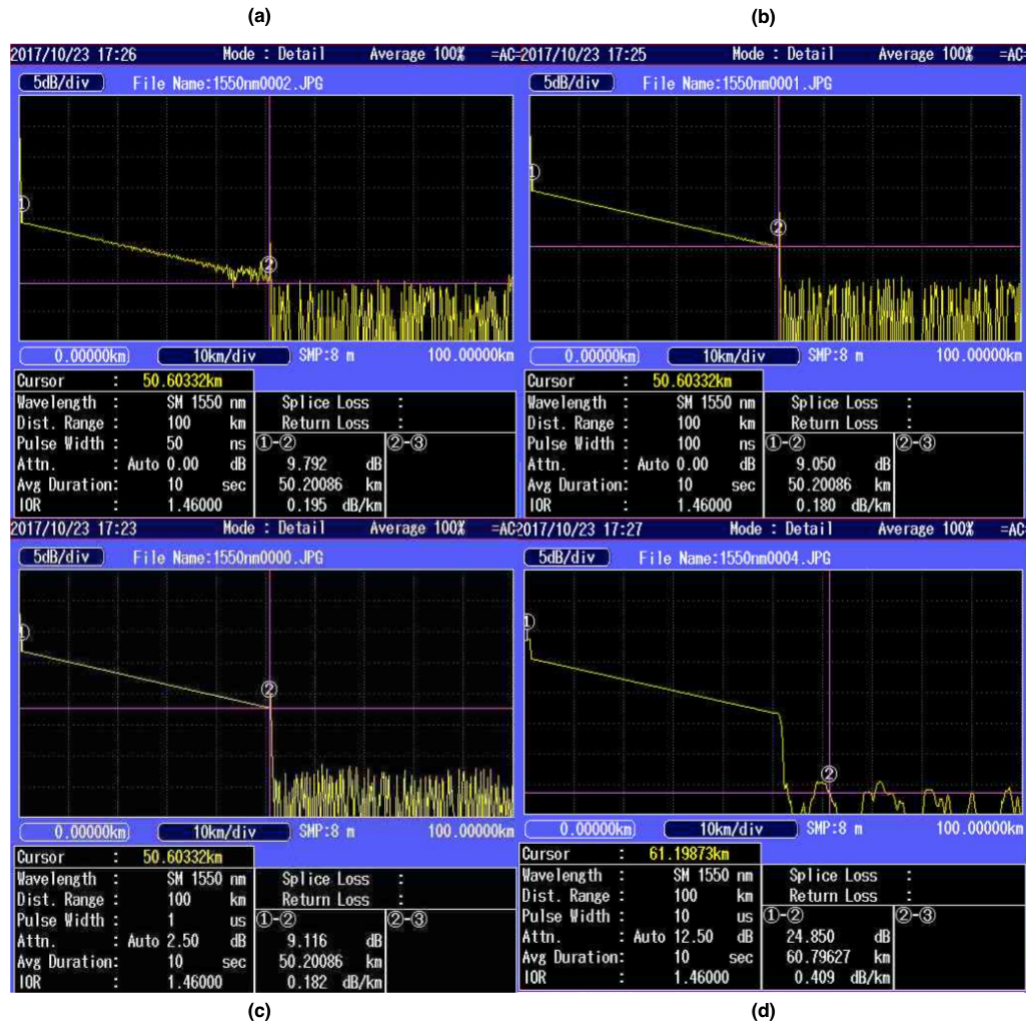 (a) (b)
2017/10/23 17:26 Mode : Detail Average 100% =AC=
5dB/div File Name:1550nm0002.JPG
①
②
0.00000km 10km/div SMP:8 m 100.00000km
Cursor : 50.60332km
Wavelength : SM 1550 nm Splice Loss :
Dist. Range : 100 km Return Loss :
Pulse Width : 50 ns ①-② ②-③
Attn. : Auto 0.00 dB 9.792 dB
Avg Duration: 10 sec 50.20086 km
IOR : 1.46000 0.195 dB/km
2017/10/23 17:25 Mode : Detail Average 100% =AC=
5dB/div File Name:1550nm0001.JPG
①
②
0.00000km 10km/div SMP:8 m 100.00000km
Cursor : 50.60332km
Wavelength : SM 1550 nm Splice Loss :
Dist. Range : 100 km Return Loss :
Pulse Width : 100 ns ①-② ②-③
Attn. : Auto 0.00 dB 9.050 dB
Avg Duration: 10 sec 50.20086 km
IOR : 1.46000 0.180 dB/km
2017/10/23 17:23 Mode : Detail Average 100% =AC=
5dB/div File Name:1550nm0000.JPG
①
②
0.00000km 10km/div SMP:8 m 100.00000km
Cursor : 50.60332km
Wavelength : SM 1550 nm Splice Loss :
Dist. Range : 100 km Return Loss :
Pulse Width : 1 us ①-② ②-③
Attn. : Auto 2.50 dB 9.116 dB
Avg Duration: 10 sec 50.20086 km
IOR : 1.46000 0.182 dB/km
2017/10/23 17:27 Mode : Detail Average 100% =AC=
5dB/div File Name:1550nm0004.JPG
①
②
0.00000km 10km/div SMP:8 m 100.00000km
Cursor : 61.19873km
Wavelength : SM 1550 nm Splice Loss :
Dist. Range : 100 km Return Loss :
Pulse Width : 10 us ①-② ②-③
Attn. : Auto 12.50 dB 24.850 dB
Avg Duration: 10 sec 60.79627 km
IOR : 1.46000 0.409 dB/km
(c) (d)